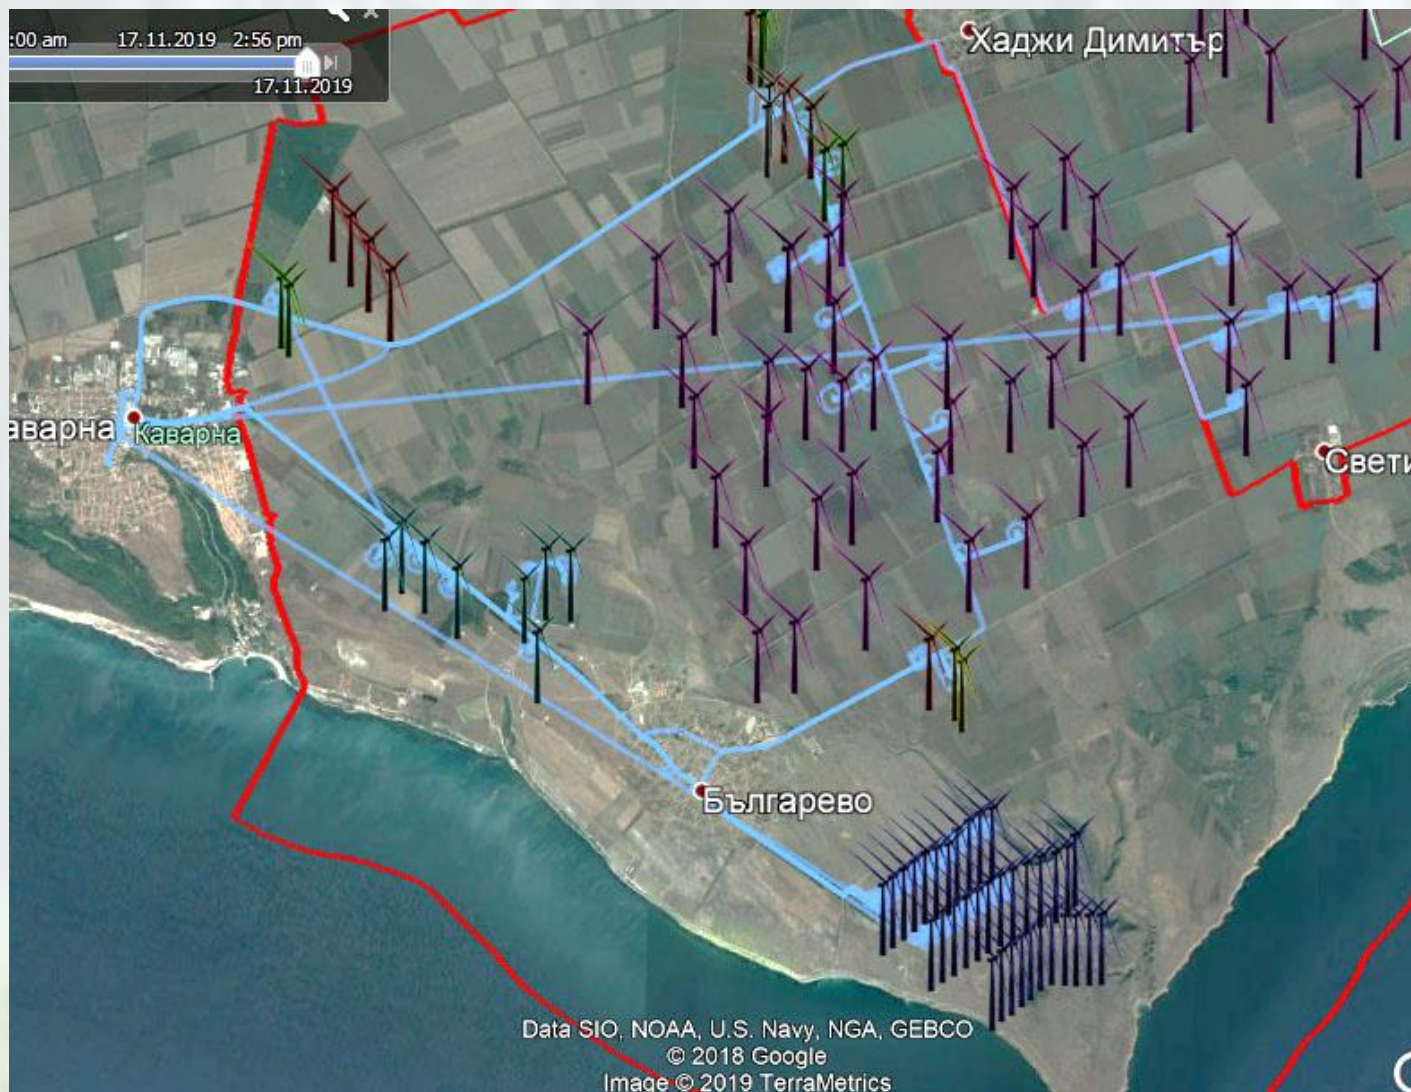 :00 am 17.11.2019 2:56 pm
17.11.2019
Хаджи Димитър
аварна
Каварна
Свети
Българево
Data SIO, NOAA, U.S. Navy, NGA, GEBCO
© 2018 Google
Image © 2019 TerraMetrics